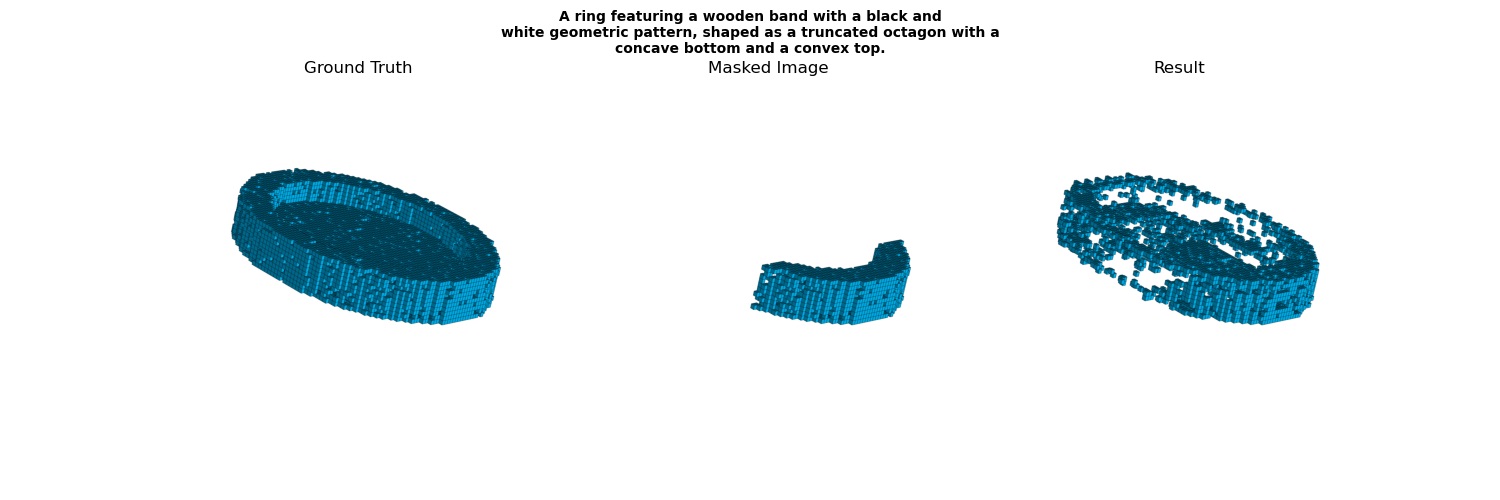 A ring featuring a wooden band with a black and
white geometric pattern, shaped as a truncated octagon with a
concave bottom and a convex top.
Ground Truth
Masked Image
Result